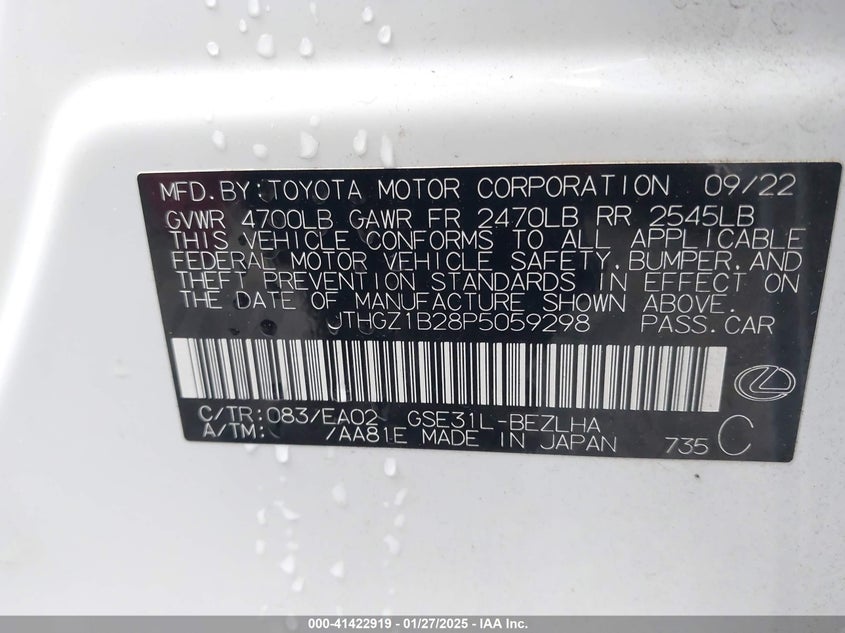 MFD. BY: TOYOTA MOTOR CORPORATION 09/22
GVWR 4700LB GAWR FR 2470LB RR 2545LB
THIS VEHICLE CONFORMS TO ALL APPLICABLE
FEDERAL MOTOR VEHICLE SAFETY, BUMPER, AND
THEFT PREVENTION STANDARDS IN EFFECT ON
THE DATE OF MANUFACTURE SHOWN ABOVE.
JTHGZ1B28P5059298 PASS. CAR
C/TR: 083/EA02 GSE31L-BEZLHA
A/TM: /AA81E MADE IN JAPAN 735 C
000-41422919 - 01/27/2025 - IAA Inc.